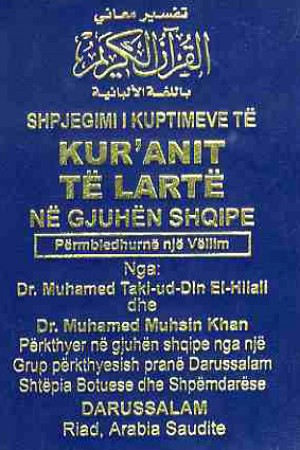 تفسير معاني
القرآن الكريم
باللغة الألبانية
SHPJEGIMI I KUPTIMEVE TË
KUR'ANIT
TË LARTË
NË GJUHËN SHQIPE
Përmbledhurnë një Vëllim
Nga:
Dr. Muhamed Taki-ud-Din El-Hilali
dhe
Dr. Muhamed Muhsin Khan
Përkthyer në gjuhën shqipe nga një
Grup përkthyesish pranë Darussalam
Shtëpia Botuese dhe Shpërndarëse
DARUSSALAM
Riad, Arabia Saudite